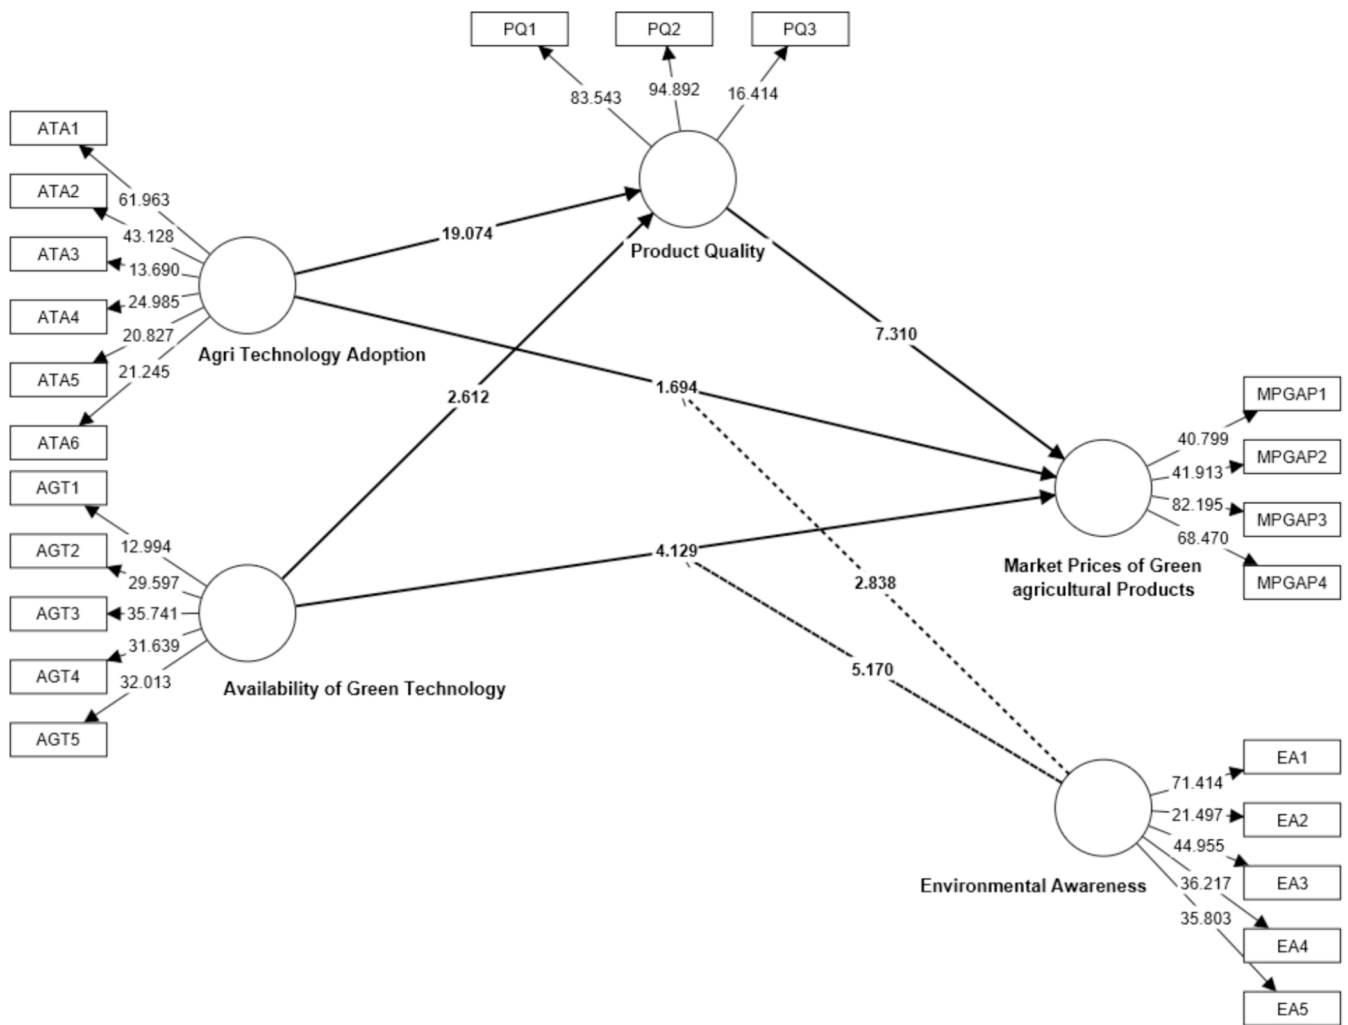 PQ1
PQ2
PQ3
83.543
94.892
16.414
ATA1
ATA2
ATA3
ATA4
ATA5
ATA6
61.963
43.128
13.690
24.985
20.827
21.245
Agri Technology Adoption
19.074
Product Quality
2.612
1.694
7.310
AGT1
AGT2
AGT3
AGT4
AGT5
12.994
29.597
35.741
31.639
32.013
Availability of Green Technology
4.129
2.838
5.170
MPGAP1
MPGAP2
MPGAP3
MPGAP4
40.799
41.913
82.195
68.470
Market Prices of Green
agricultural Products
Environmental Awareness
71.414
21.497
44.955
36.217
35.803
EA1
EA2
EA3
EA4
EA5